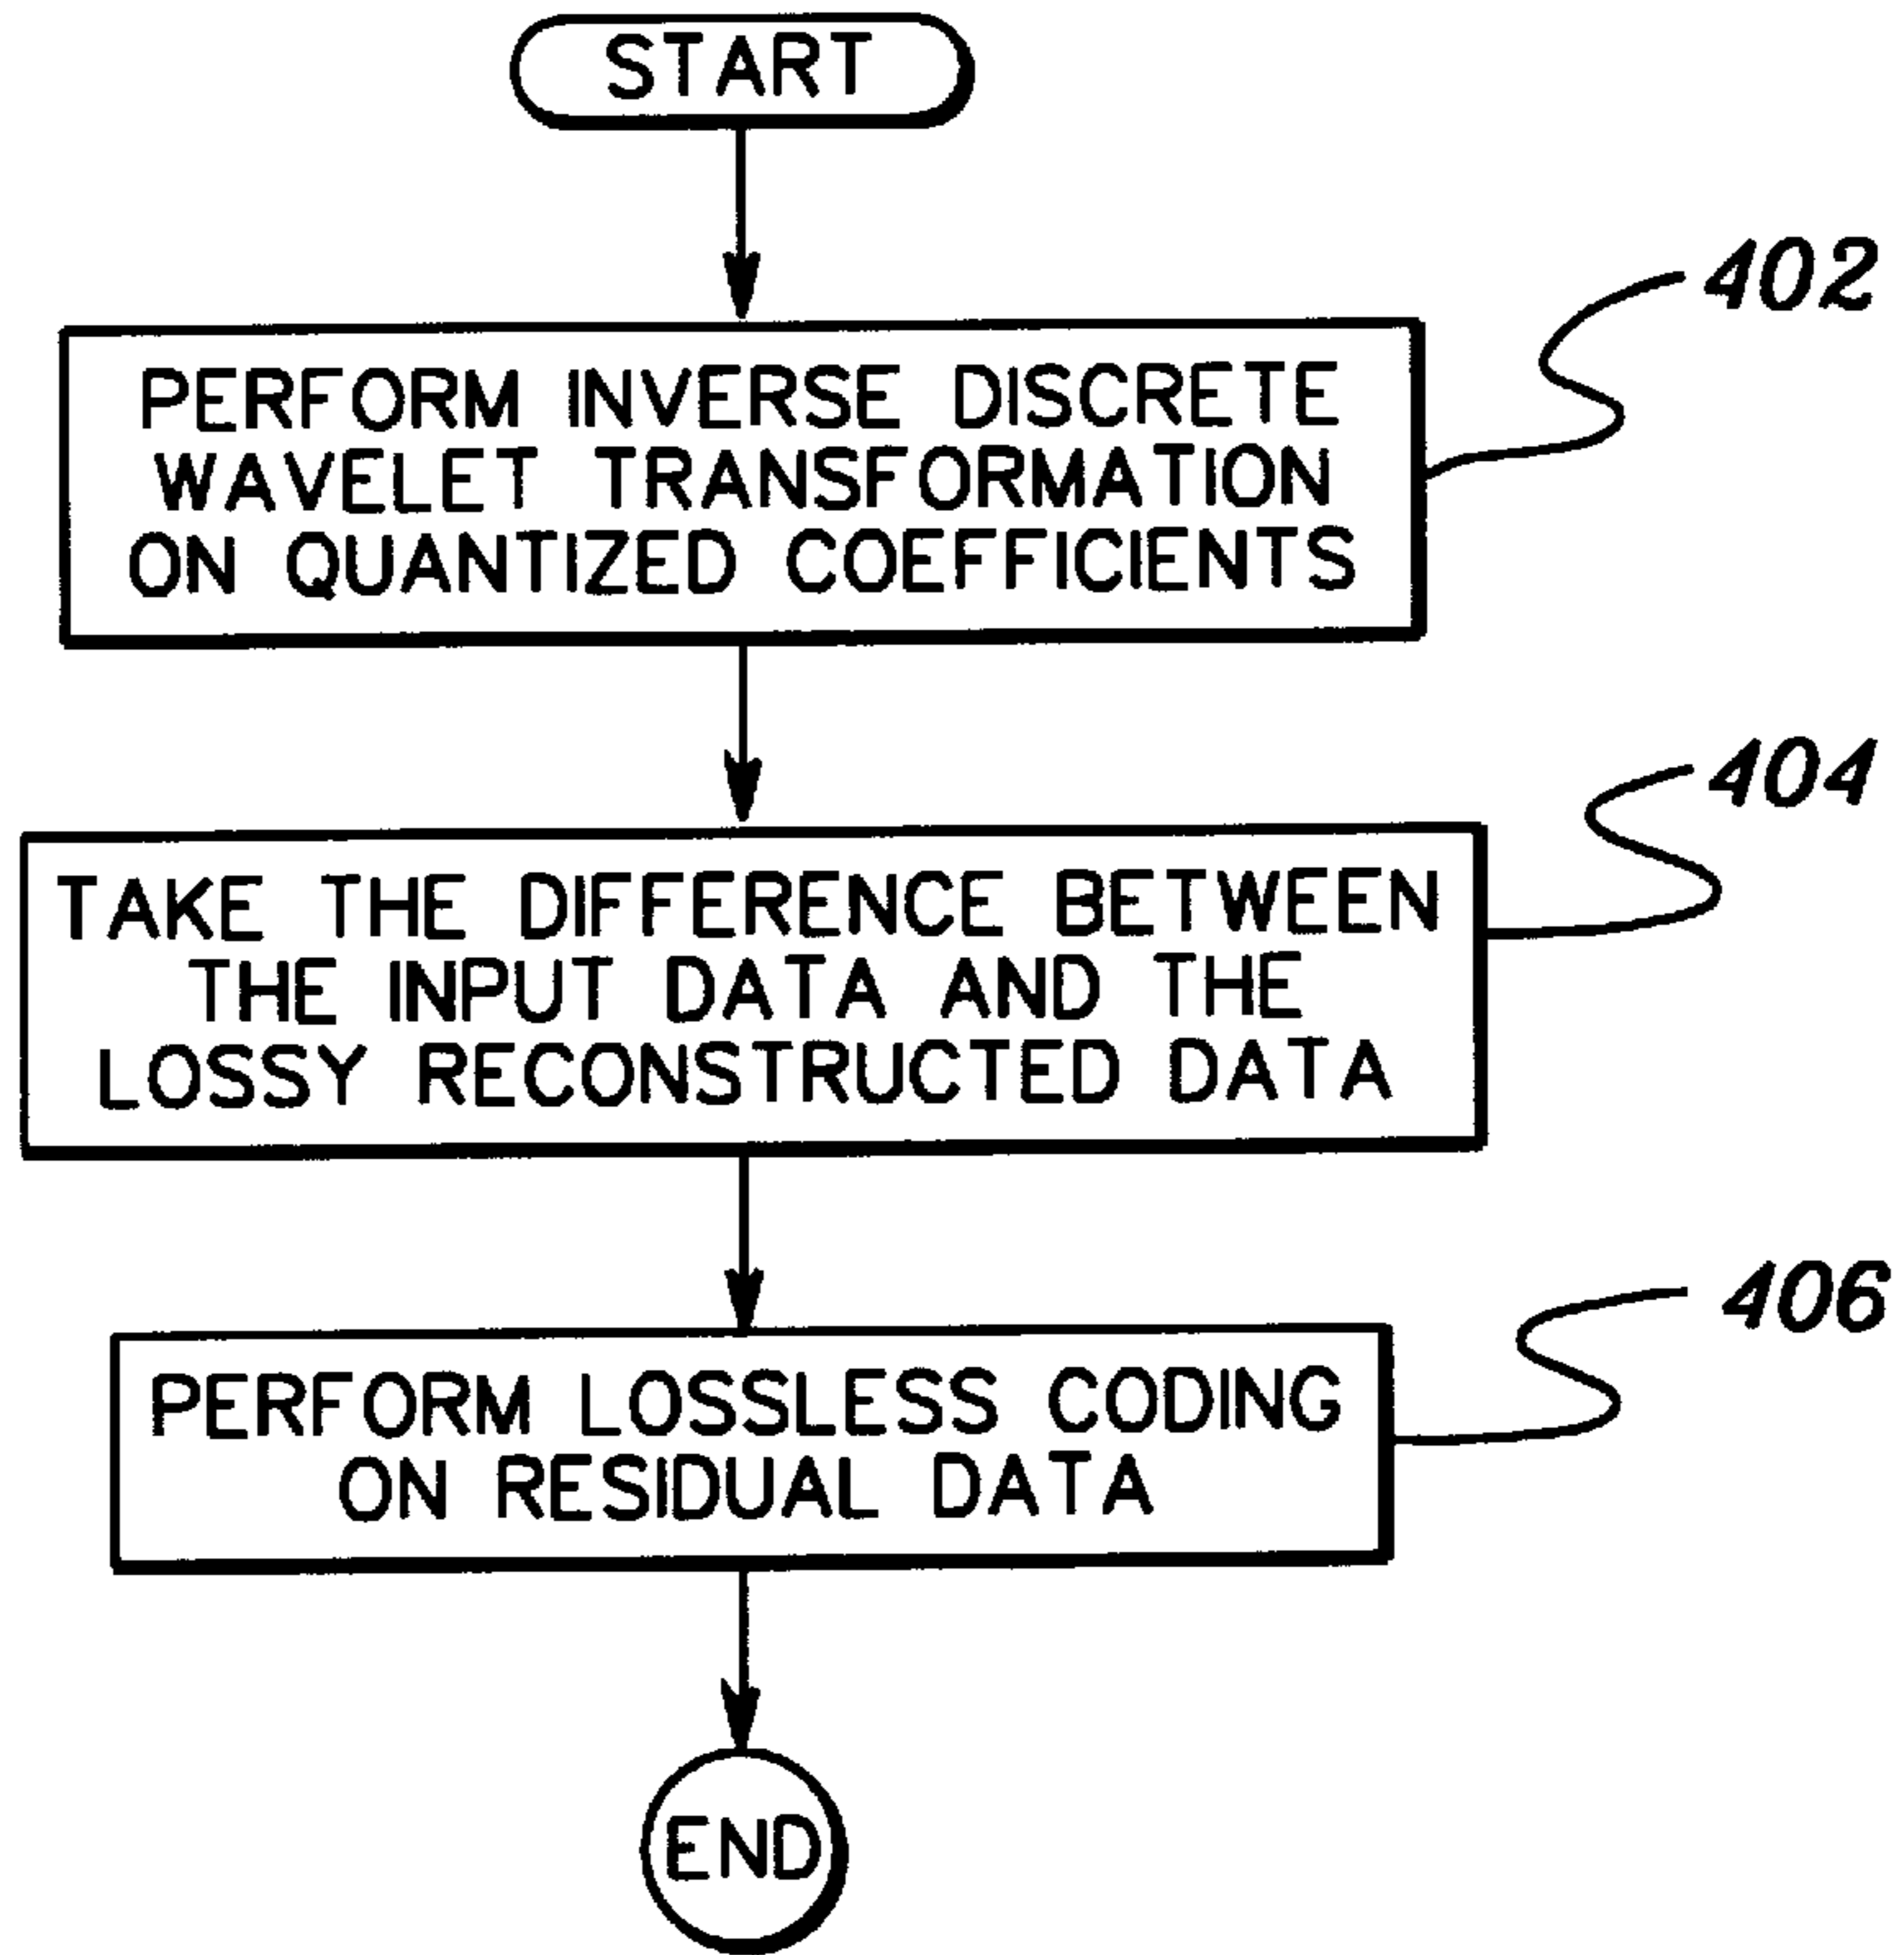 START
402
PERFORM INVERSE DISCRETE
WAVELET TRANSFORMATION
ON QUANTIZED COEFFICIENTS
404
TAKE THE DIFFERENCE BETWEEN
THE INPUT DATA AND THE
LOSSY RECONSTRUCTED DATA
406
PERFORM LOSSLESS CODING
ON RESIDUAL DATA
END